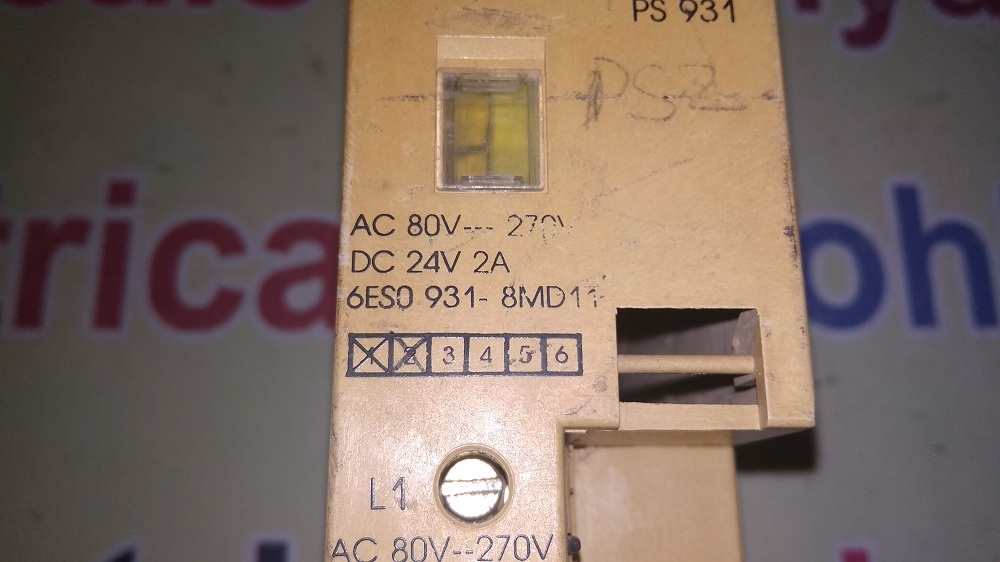 PS 931
PS2
AC 80V--- 270V
DC 24V 2A
6ES0 931- 8MD11
1 2 3 4 5 6
L1
AC 80V--270V